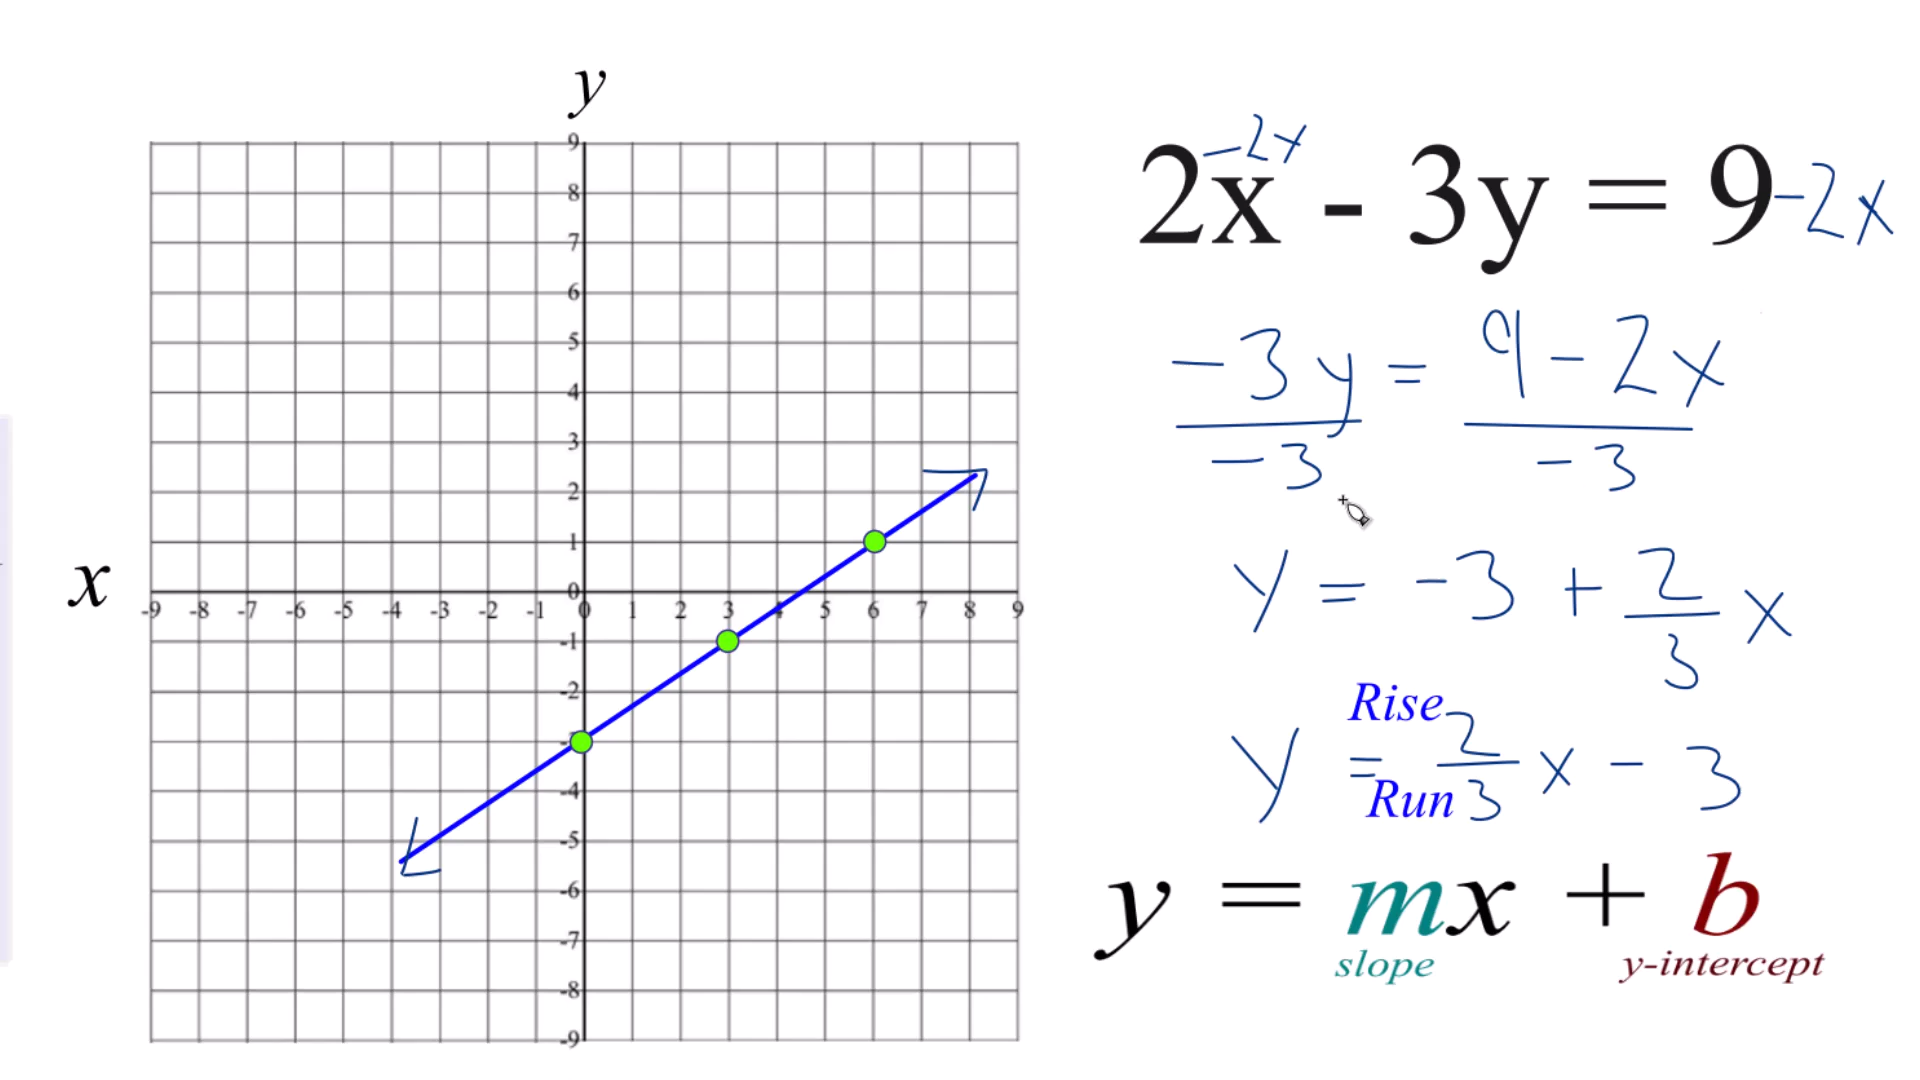 y
9
8
7
6
5
4
3
2
1
0
x
-9 -8 -7 -6 -5 -4 -3 -2 -1 0 1 2 3 4 5 6 7 8 9
-1
-2
-4
-5
-6
-7
-8
-9
-2x
2x - 3y = 9 -2x
-3y = 9 - 2x
-3 -3
y = -3 + 2/3 x
Rise
y = 2/3 x - 3
Run
y = mx + b
slope y-intercept